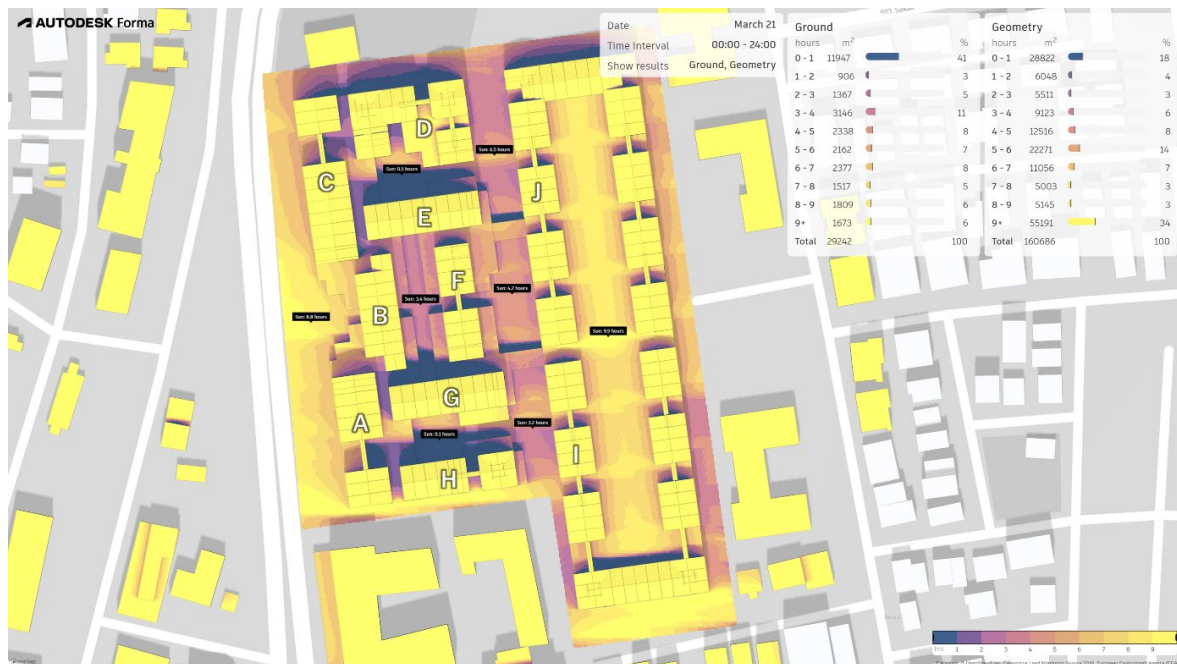 AUTODESK Forma
Date March 21
Time interval 00:00 - 24:00
Show results Ground, Geometry
Ground
hours m² %
0 - 1 11947 41
1 - 2 906 3
2 - 3 1367 5
3 - 4 3146 11
4 - 5 2338 8
5 - 6 2162 7
6 - 7 2377 8
7 - 8 1517 5
8 - 9 1809 6
9+ 1673 6
Total 29242 100
Geometry
hours m² %
0 - 1 28822 18
1 - 2 6048 4
2 - 3 5511 3
3 - 4 9123 6
4 - 5 12516 8
5 - 6 22271 14
6 - 7 11056 7
7 - 8 5003 3
8 - 9 5145 3
9+ 55191 34
Total 160686 100
D
Sun: 6.5 hours
Sun: 0.5 hours
C
J
E
F
Sun: 4.2 hours
Sun: 3.4 hours
B
Sun: 8.8 hours
Sun: 9.9 hours
G
A
Sun: 3.2 hours
Sun: 0.1 hours
I
H
hrs 1 2 3 4 5 6 7 8 9